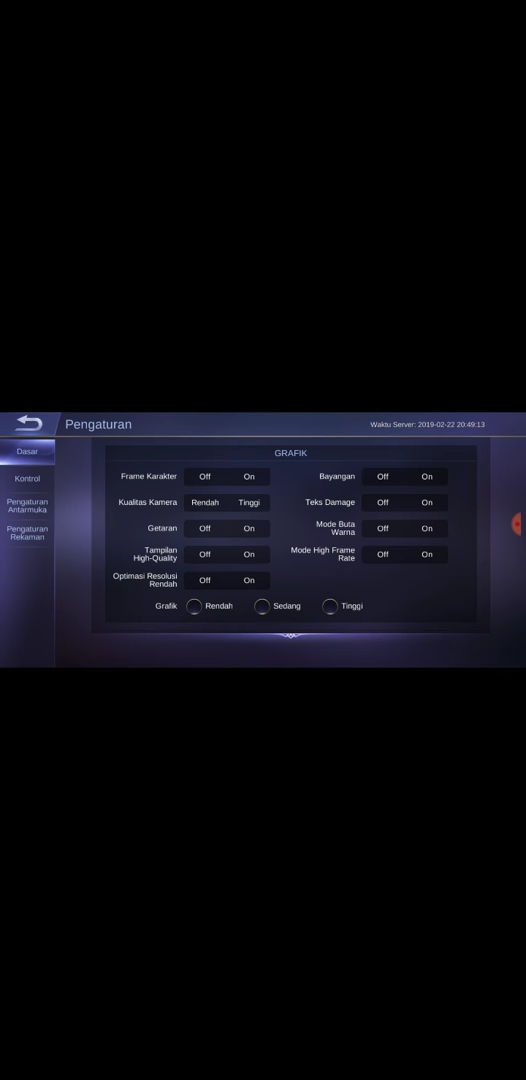 Pengaturan
Waktu Server: 2019-02-22 20:49:13
Dasar
Kontrol
Pengaturan
Antarmuka
Pengaturan
Rekaman
GRAFIK
Frame Karakter Off On
Bayangan Off On
Kualitas Kamera Rendah Tinggi
Teks Damage Off On
Getaran Off On
Mode Buta
Warna Off On
Tampilan
High-Quality Off On
Mode High Frame
Rate Off On
Optimasi Resolusi
Rendah Off On
Grafik Rendah Sedang Tinggi